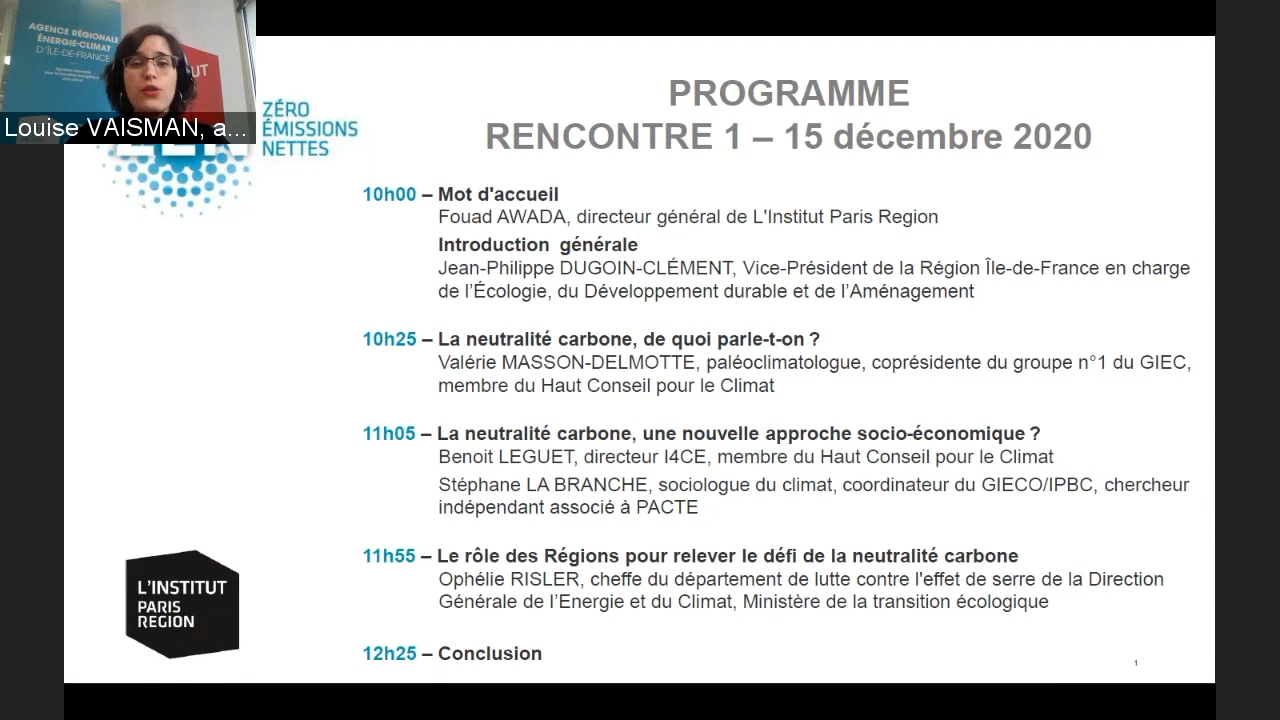 AGENCE RÉGIONALE
ÉNERGIE-CLIMAT
D'ÎLE-DE-FRANCE
Louise VAISMAN, a...
ZÉRO
ÉMISSIONS
NETTES
PROGRAMME
RENCONTRE 1 – 15 décembre 2020
10h00 – Mot d'accueil
Fouad AWADA, directeur général de L'Institut Paris Region
Introduction générale
Jean-Philippe DUGOIN-CLÉMENT, Vice-Président de la Région Île-de-France en charge
de l’Écologie, du Développement durable et de l’Aménagement
10h25 – La neutralité carbone, de quoi parle-t-on ?
Valérie MASSON-DELMOTTE, paléoclimatologue, coprésidente du groupe n°1 du GIEC,
membre du Haut Conseil pour le Climat
11h05 – La neutralité carbone, une nouvelle approche socio-économique ?
Benoit LEGUET, directeur I4CE, membre du Haut Conseil pour le Climat
Stéphane LA BRANCHE, sociologue du climat, coordinateur du GIECO/IPBC, chercheur
indépendant associé à PACTE
11h55 – Le rôle des Régions pour relever le défi de la neutralité carbone
Ophélie RISLER, cheffe du département de lutte contre l'effet de serre de la Direction
Générale de l’Energie et du Climat, Ministère de la transition écologique
12h25 – Conclusion
L'INSTITUT
PARIS
REGION
1